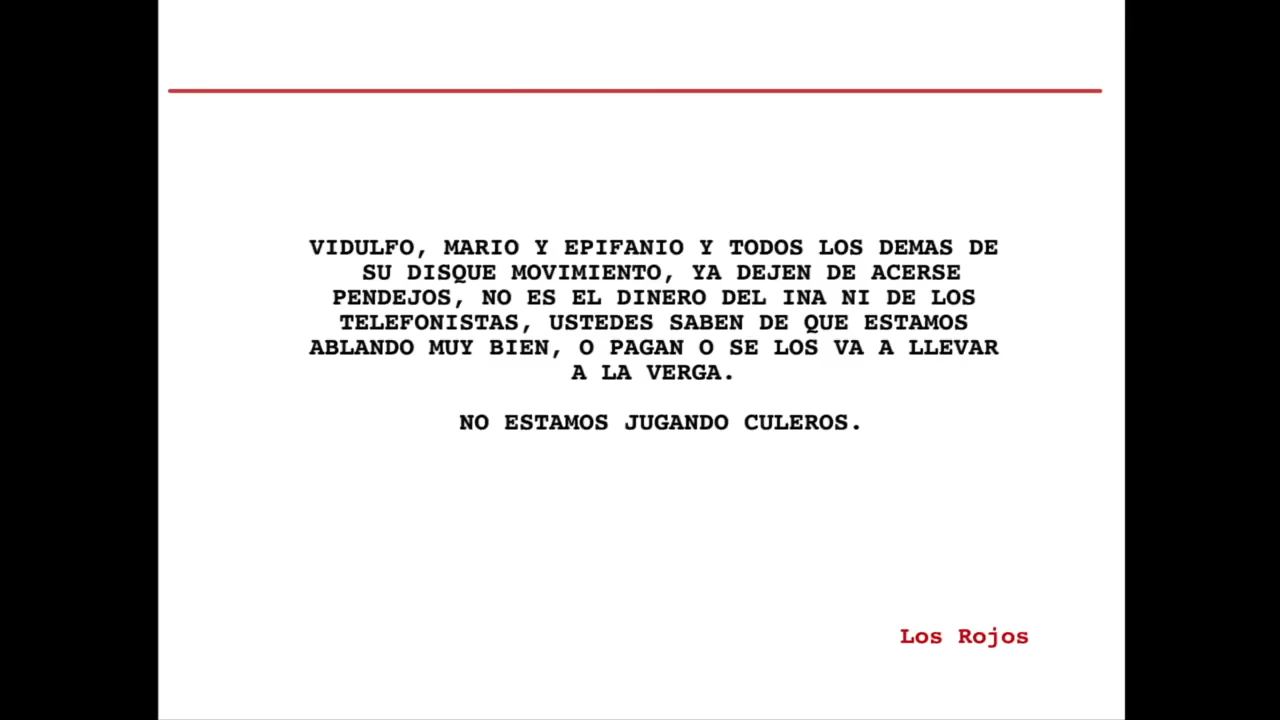 VIDULFO, MARIO Y EPIFANIO Y TODOS LOS DEMAS DE
SU DISQUE MOVIMIENTO, YA DEJEN DE ACERSE
PENDEJOS, NO ES EL DINERO DEL INA NI DE LOS
TELEFONISTAS, USTEDES SABEN DE QUE ESTAMOS
ABLANDO MUY BIEN, O PAGAN O SE LOS VA A LLEVAR
A LA VERGA.
NO ESTAMOS JUGANDO CULEROS.
Los Rojos